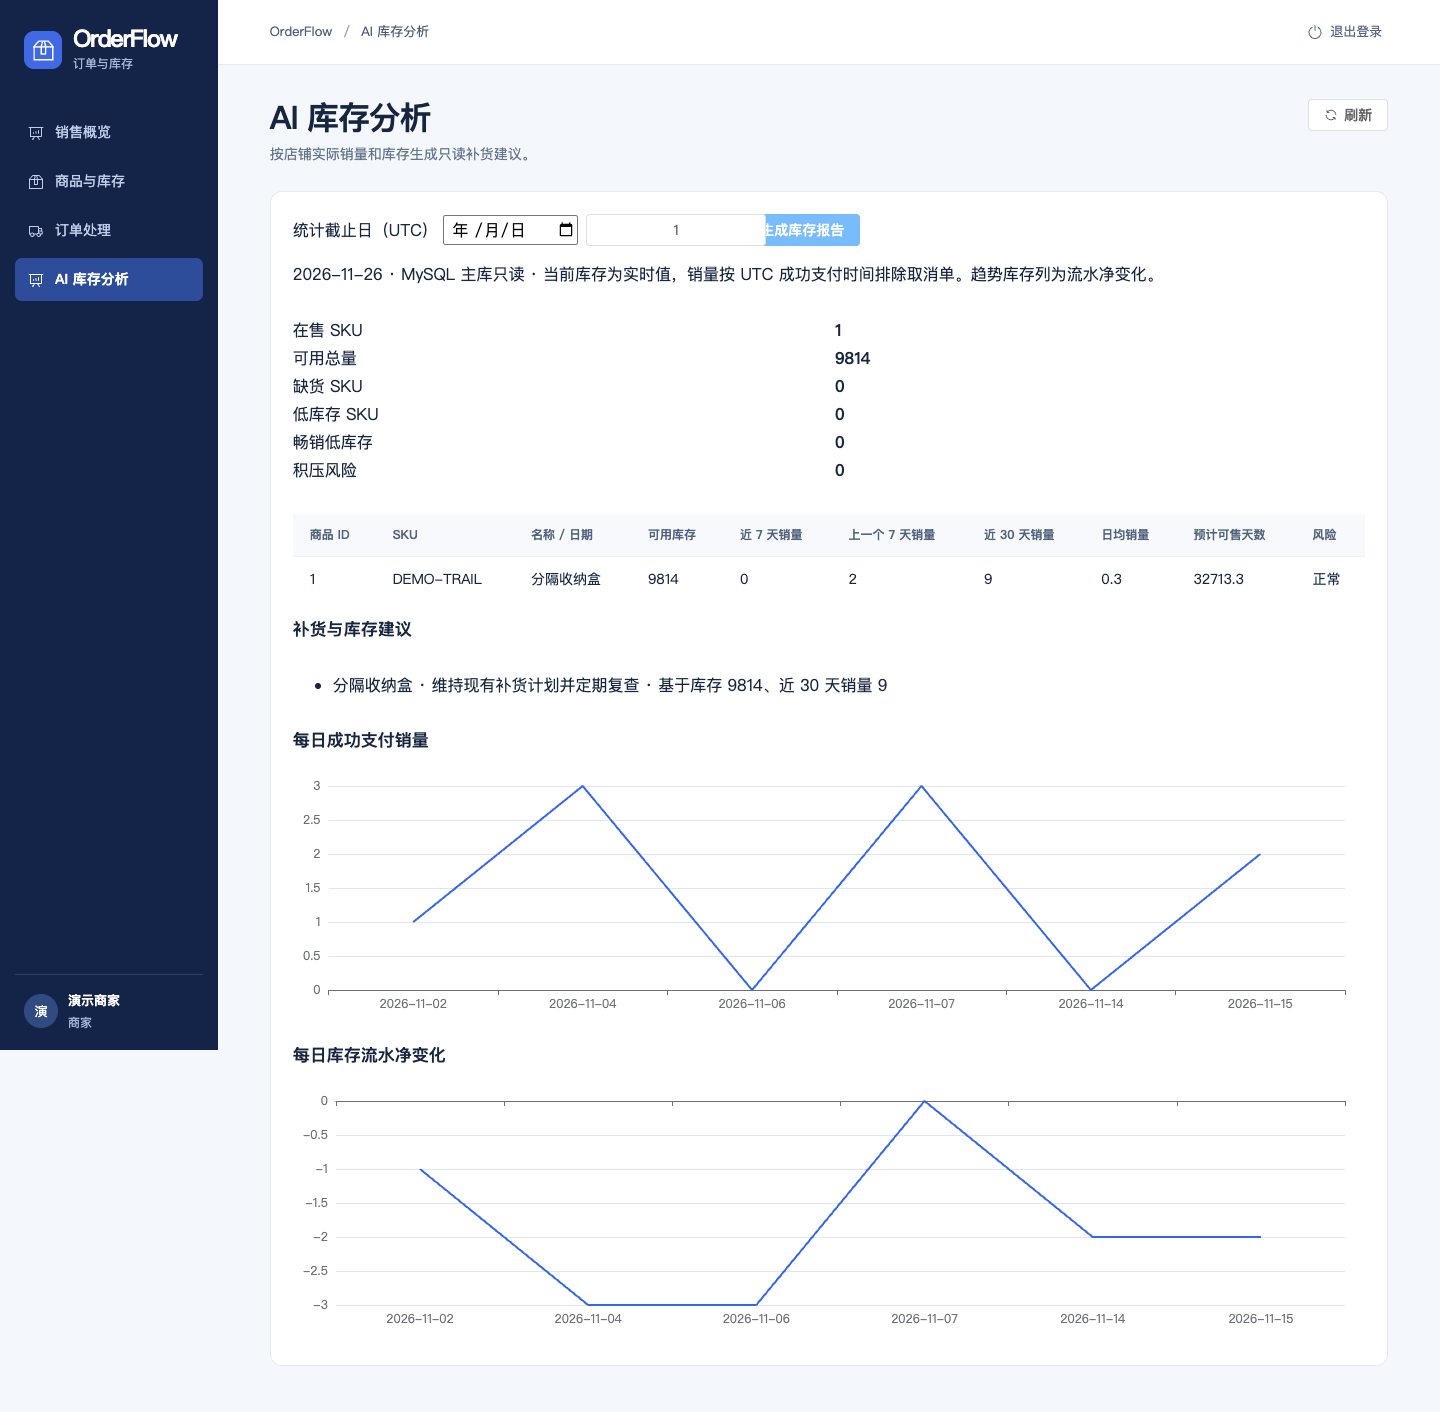 OrderFlow
订单与库存
销售概览
商品与库存
订单处理
AI 库存分析
演
演示商家
商家
OrderFlow / AI 库存分析
退出登录
AI 库存分析
按店铺实际销量和库存生成只读补货建议。
刷新
统计截止日（UTC） 年 /月/日 1 生成库存报告
2026-11-26 · MySQL 主库只读 · 当前库存为实时值，销量按 UTC 成功支付时间排除取消单。趋势库存列为流水净变化。
在售 SKU 1
可用总量 9814
缺货 SKU 0
低库存 SKU 0
畅销低库存 0
积压风险 0
商品 ID SKU 名称 / 日期 可用库存 近 7 天销量 上一个 7 天销量 近 30 天销量 日均销量 预计可售天数 风险
1 DEMO-TRAIL 分隔收纳盒 9814 0 2 9 0.3 32713.3 正常
补货与库存建议
• 分隔收纳盒 · 维持现有补货计划并定期复查 · 基于库存 9814、近 30 天销量 9
每日成功支付销量
3
2.5
2
1.5
1
0.5
0
2026-11-02 2026-11-04 2026-11-06 2026-11-07 2026-11-14 2026-11-15
每日库存流水净变化
0
-0.5
-1
-1.5
-2
-2.5
-3
2026-11-02 2026-11-04 2026-11-06 2026-11-07 2026-11-14 2026-11-15